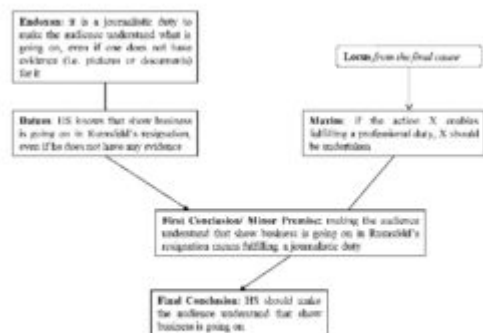 Endoxon: it is a journalistic duty to
make the audience understand what is
going on, even if one does not have
evidence (i.e. pictures or documents)
for it
Locus from the final cause
Datum: HS knows that show business
is going on in Rumsfeld's resignation,
even if he does not have any evidence
Maxim: if the action X enables
fulfilling a professional duty, X should
be undertaken
First Conclusion/ Minor Premise: making the audience
understand that show business is going on in Rumsfeld's
resignation means fulfilling a journalistic duty
Final Conclusion: HS should make
the audience understand that show
business is going on